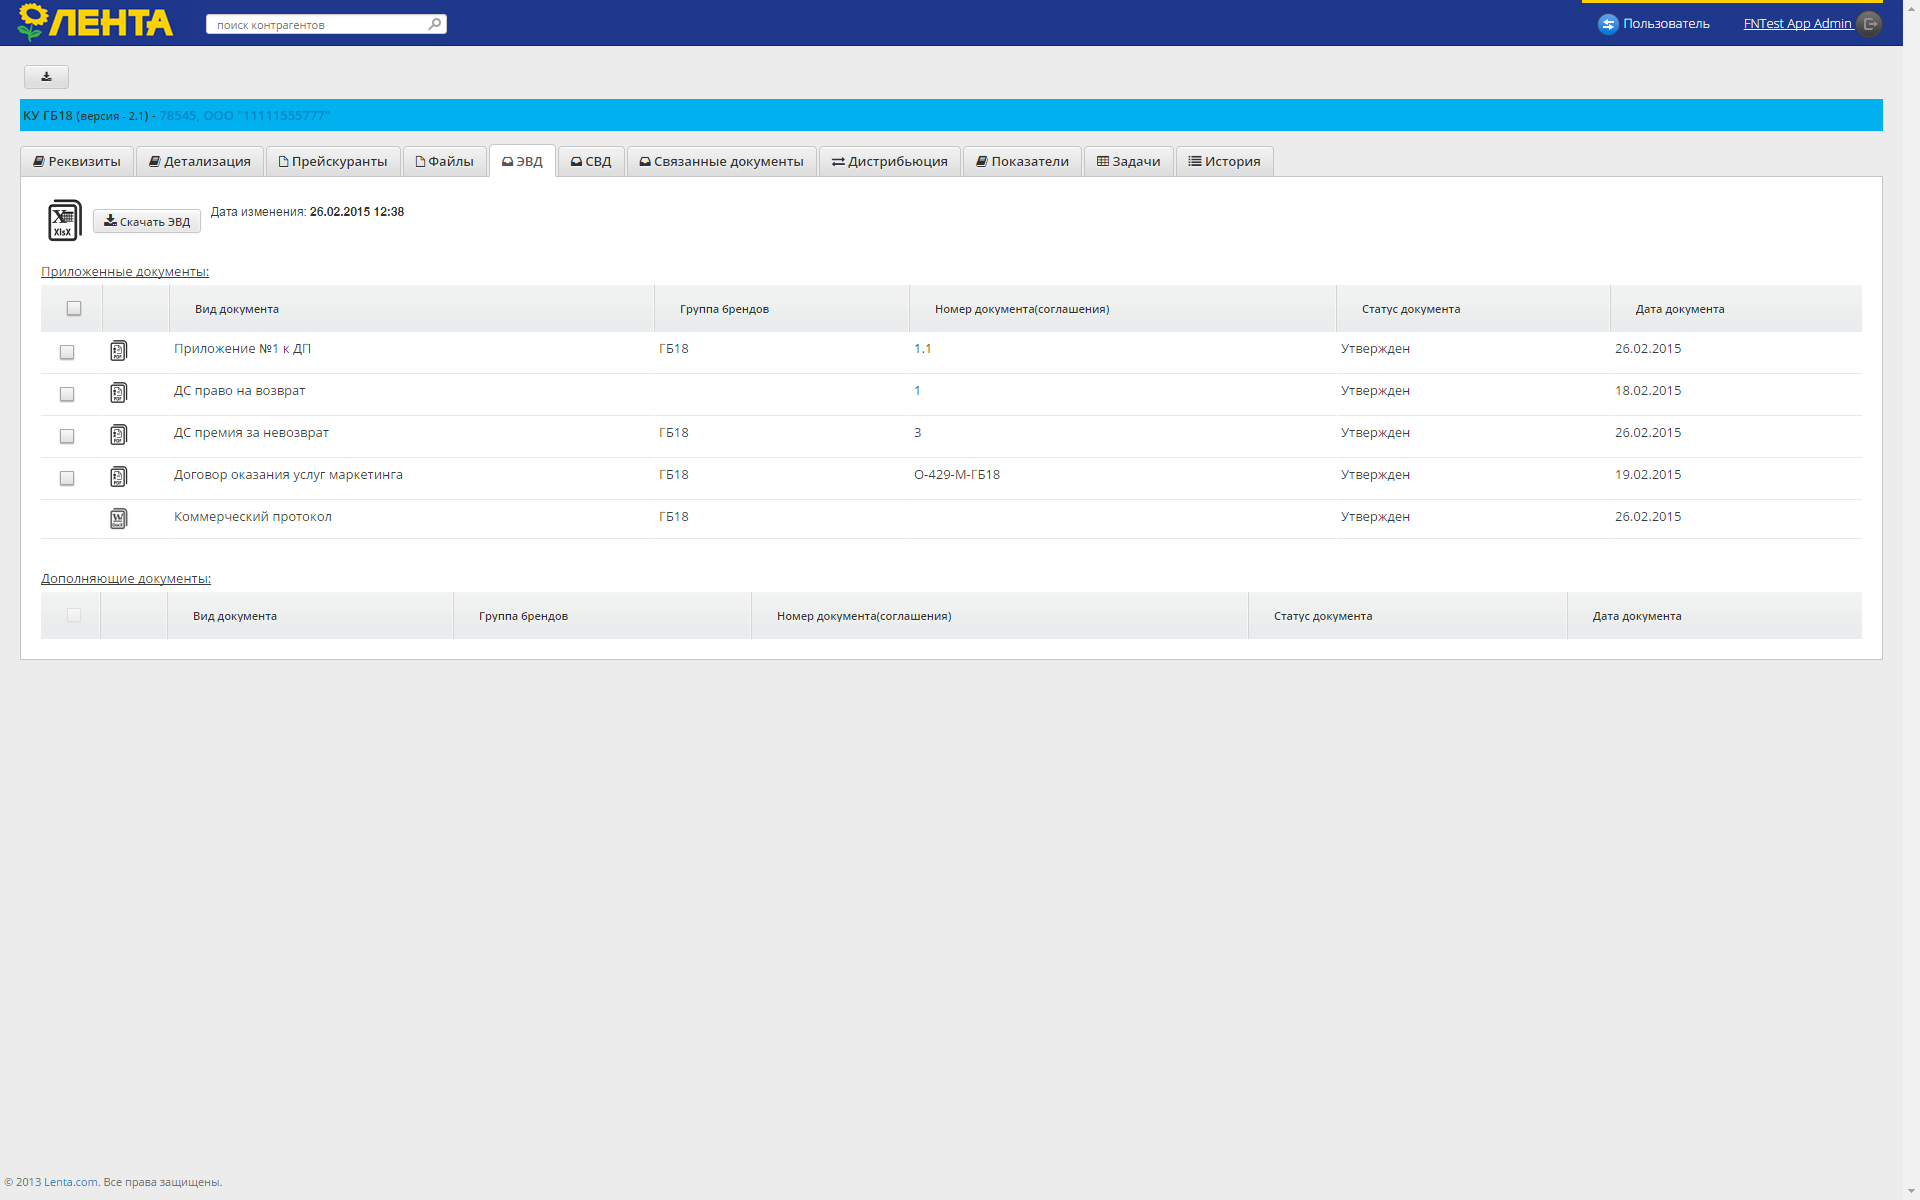 ЛЕНТА
поиск контрагентов
Пользователь
FNTest App Admin
КУ ГБ18 (версия - 2.1) - 78545, ООО "11111555777"
Реквизиты Детализация Прейскуранты Файлы ЭВД СВД Связанные документы Дистрибьюция Показатели Задачи История
XlsX
Скачать ЭВД
Дата изменения: 26.02.2015 12:38
Приложенные документы:
Вид документа Группа брендов Номер документа(соглашения) Статус документа Дата документа
Приложение №1 к ДП ГБ18 1.1 Утвержден 26.02.2015
ДС право на возврат 1 Утвержден 18.02.2015
ДС премия за невозврат ГБ18 3 Утвержден 26.02.2015
Договор оказания услуг маркетинга ГБ18 О-429-М-ГБ18 Утвержден 19.02.2015
Коммерческий протокол ГБ18 Утвержден 26.02.2015
Дополняющие документы:
Вид документа Группа брендов Номер документа(соглашения) Статус документа Дата документа
© 2013 Lenta.com. Все права защищены.